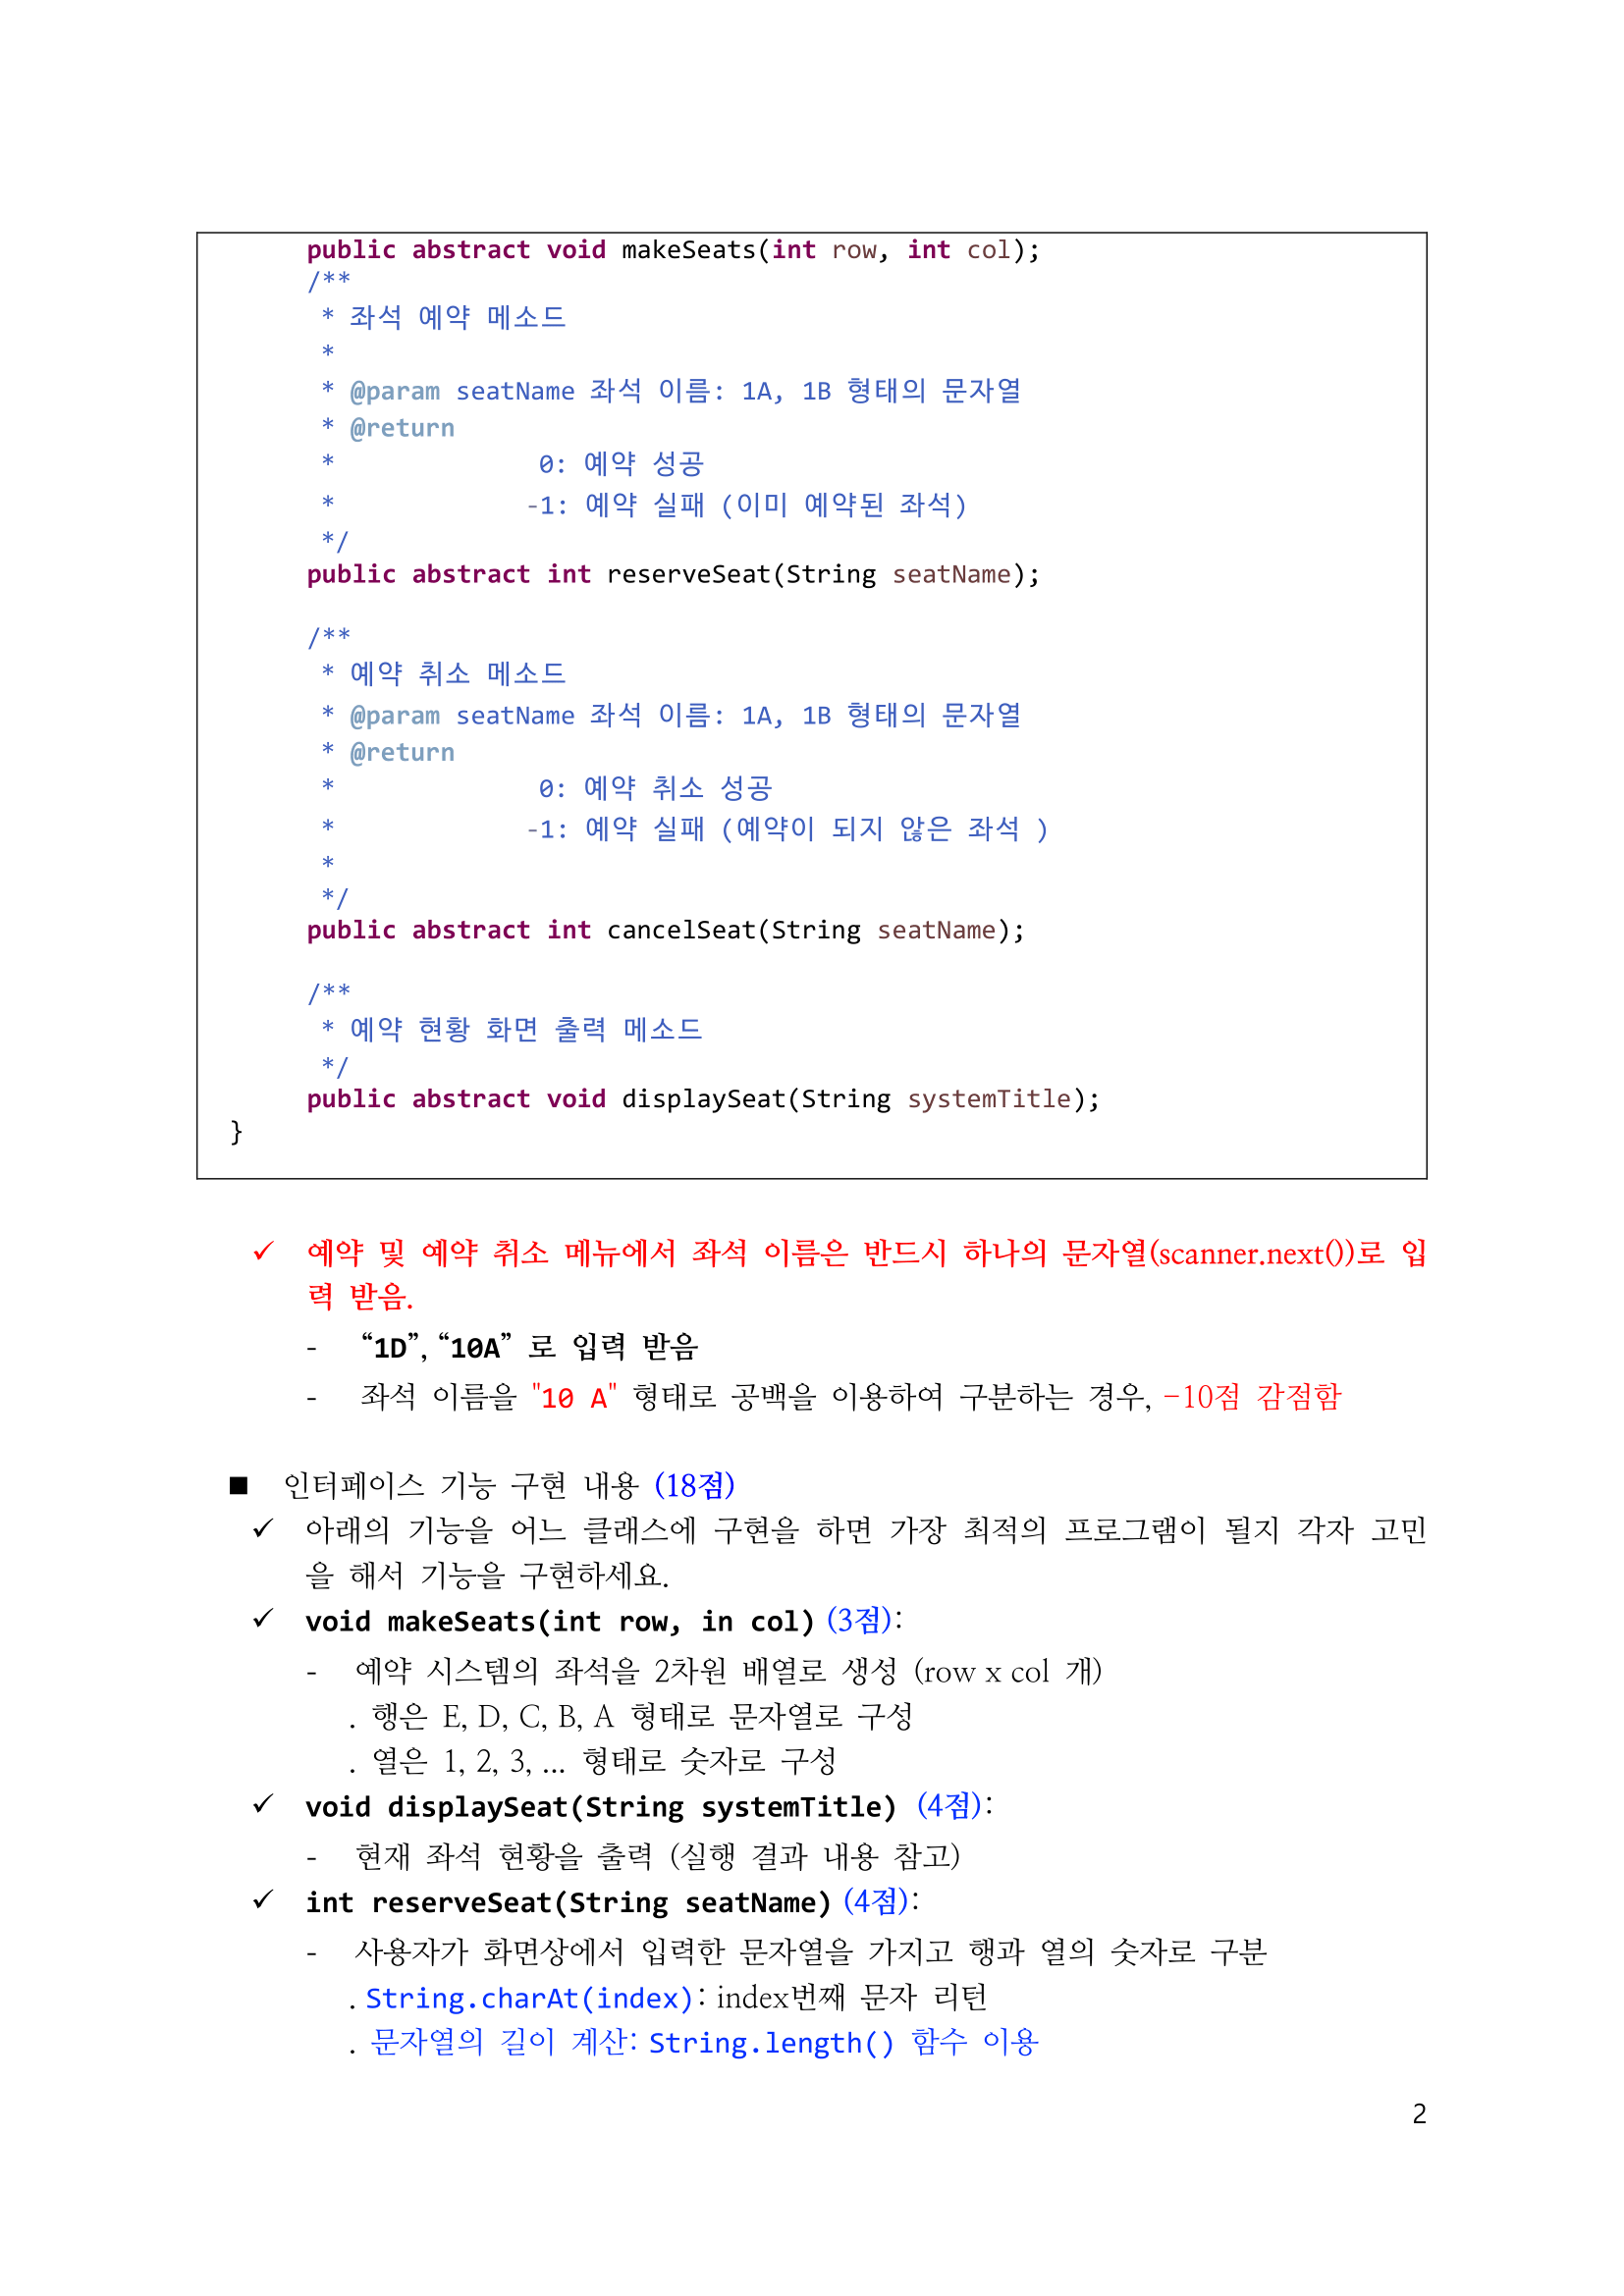 public abstract void makeSeats(int row, int col);
/**
* 좌석 예약 메소드
*
* @param seatName 좌석 이름: 1A, 1B 형태의 문자열
* @return
* 0: 예약 성공
* -1: 예약 실패 (이미 예약된 좌석)
*/
public abstract int reserveSeat(String seatName);
/**
* 예약 취소 메소드
* @param seatName 좌석 이름: 1A, 1B 형태의 문자열
* @return
* 0: 예약 취소 성공
* -1: 예약 실패 (예약이 되지 않은 좌석 )
*
*/
public abstract int cancelSeat(String seatName);
/**
* 예약 현황 화면 출력 메소드
*/
public abstract void displaySeat(String systemTitle);
}
✓ 예약 및 예약 취소 메뉴에서 좌석 이름은 반드시 하나의 문자열(scanner.next())로 입
력 받음.
- “1D”, “10A” 로 입력 받음
- 좌석 이름을 "10 A" 형태로 공백을 이용하여 구분하는 경우, -10점 감점함
■ 인터페이스 기능 구현 내용 (18점)
✓ 아래의 기능을 어느 클래스에 구현을 하면 가장 최적의 프로그램이 될지 각자 고민
을 해서 기능을 구현하세요.
✓ void makeSeats(int row, in col) (3점):
- 예약 시스템의 좌석을 2차원 배열로 생성 (row x col 개)
. 행은 E, D, C, B, A 형태로 문자열로 구성
. 열은 1, 2, 3, ... 형태로 숫자로 구성
✓ void displaySeat(String systemTitle) (4점):
- 현재 좌석 현황을 출력 (실행 결과 내용 참고)
✓ int reserveSeat(String seatName) (4점):
- 사용자가 화면상에서 입력한 문자열을 가지고 행과 열의 숫자로 구분
. String.charAt(index): index번째 문자 리턴
. 문자열의 길이 계산: String.length() 함수 이용
2